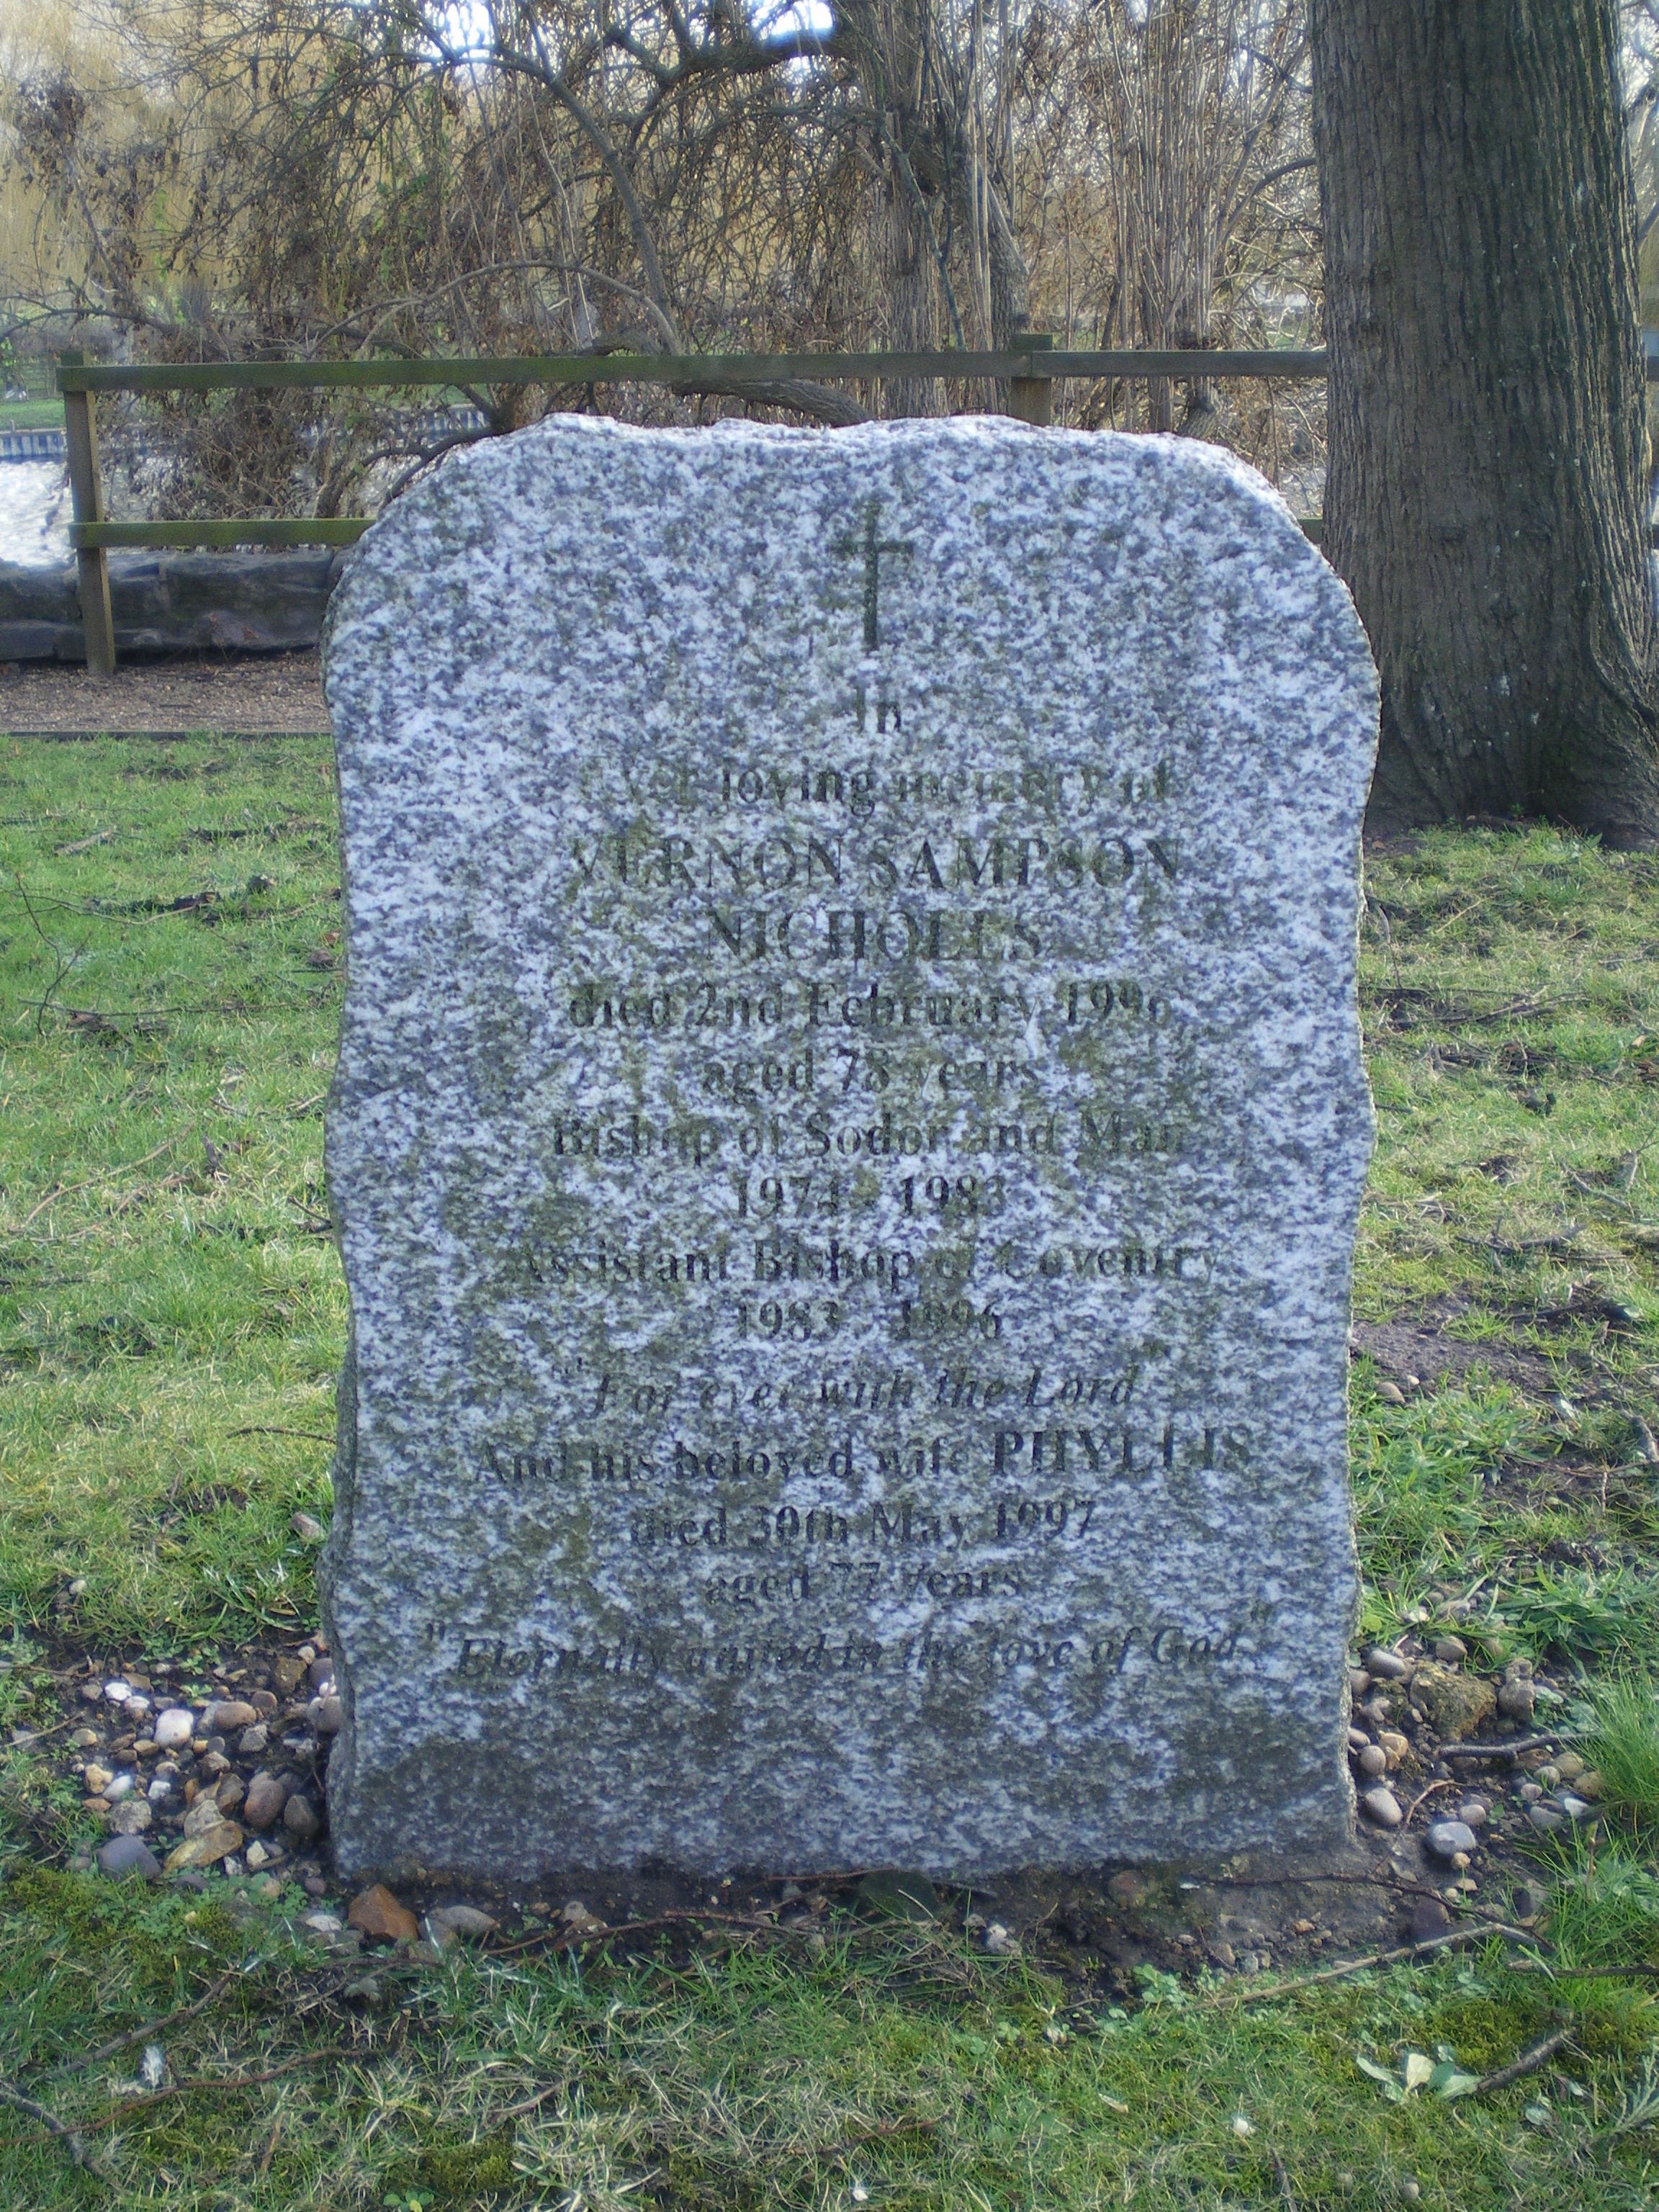 In
Ever loving memory of
VERNON SAMPSON
NICHOLLS
died 2nd February 1996
aged 78 years
Bishop of Sodor and Man
1974 - 1983
Assistant Bishop of Coventry
1983 - 1996
"For ever with the Lord"
And his beloved wife PHYLLIS
died 30th May 1997
aged 77 years
"Eternally united in the love of God"